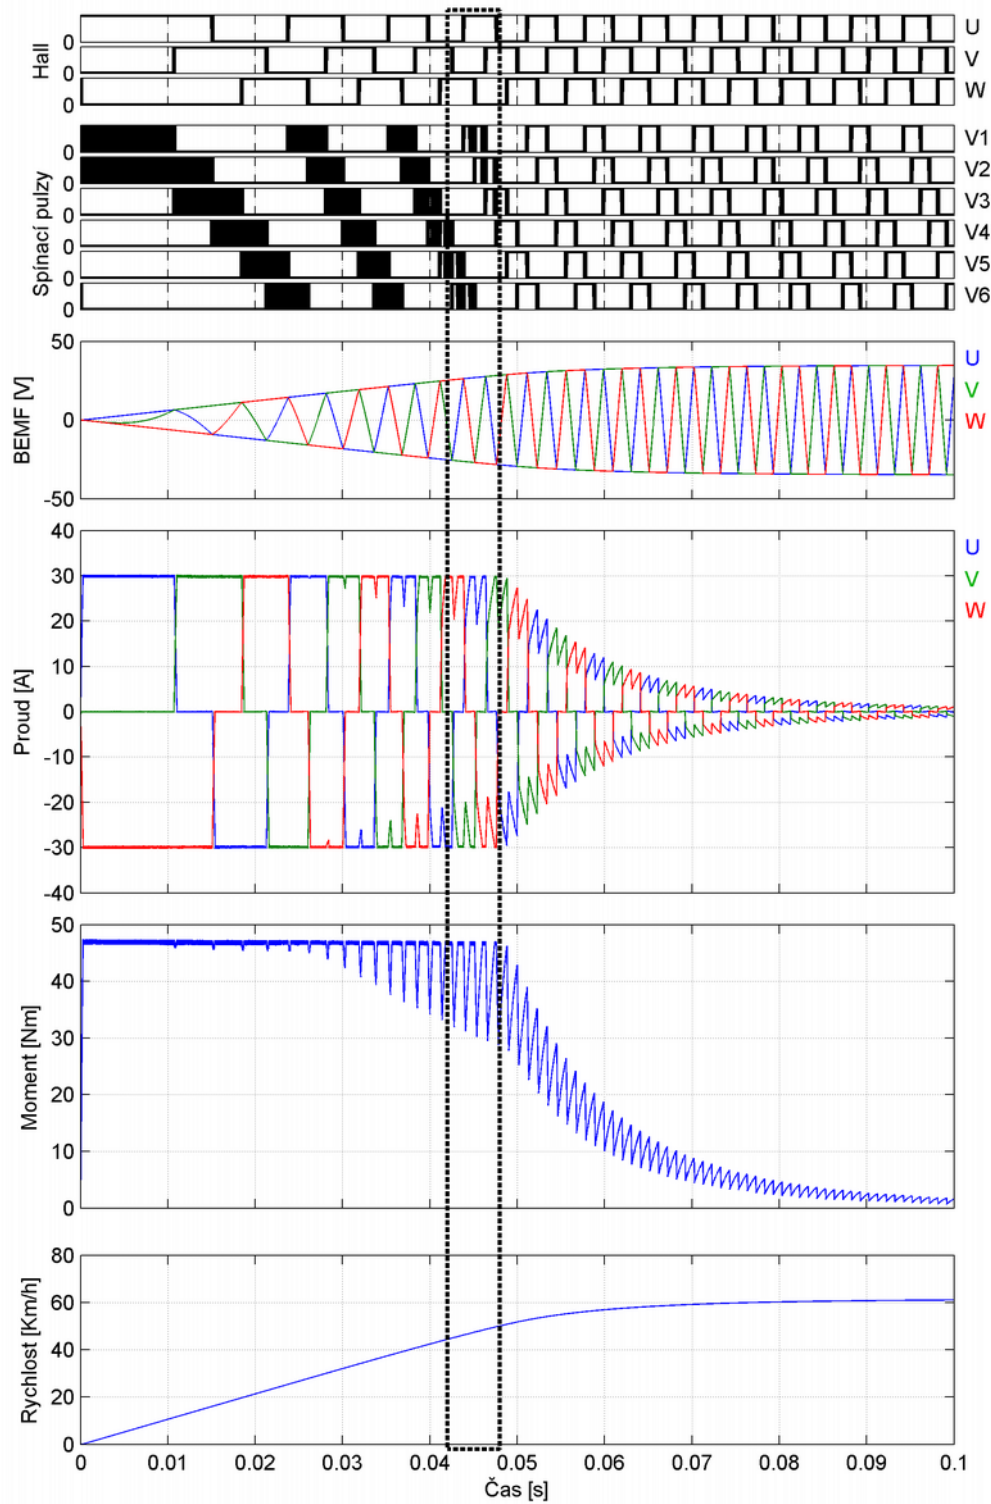 Hall
0
U
0
V
0
W
Spínací pulzy
0
V1
0
V2
0
V3
0
V4
0
V5
0
V6
BEMF [V]
50
0
-50
U
V
W
Proud [A]
40
30
20
10
0
-10
-20
-30
-40
U
V
W
Moment [Nm]
50
40
30
20
10
0
Rychlost [Km/h]
80
60
40
20
0
0 0.01 0.02 0.03 0.04 0.05 0.06 0.07 0.08 0.09 0.1
Čas [s]